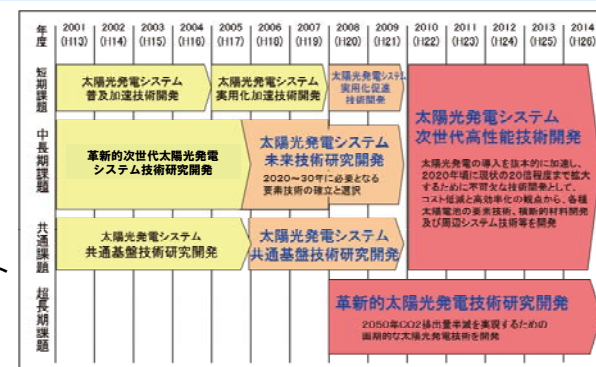 年度
2001 2002 2003 2004 2005 2006 2007 2008 2009 2010 2011 2012 2013 2014
(H13) (H14) (H15) (H16) (H17) (H18) (H19) (H20) (H21) (H22) (H23) (H24) (H25) (H26)
短期課題
太陽光発電システム
普及加速技術開発
太陽光発電システム
実用化加速技術開発
太陽光発電システム
実用化促進
技術開発
中長期課題
革新的次世代太陽光発電
システム技術研究開発
太陽光発電システム
未来技術研究開発
2020~30年に必要となる
要素技術の確立と選択
太陽光発電システム
次世代高性能技術開発
太陽光発電の導入を抜本的に加速し、
2020年頃に現状の20倍程度まで拡大
するために不可欠な技術開発として、
コスト低減と高効率化の観点から、各種
太陽電池の要素技術、横断的材料開発
及び周辺システム技術等を開発
共通課題
太陽光発電システム
共通基盤技術研究開発
太陽光発電システム
共通基盤技術研究開発
超長期課題
革新的太陽光発電技術研究開発
2050年CO2排出量半減を実現するための
画期的な太陽光発電技術を開発